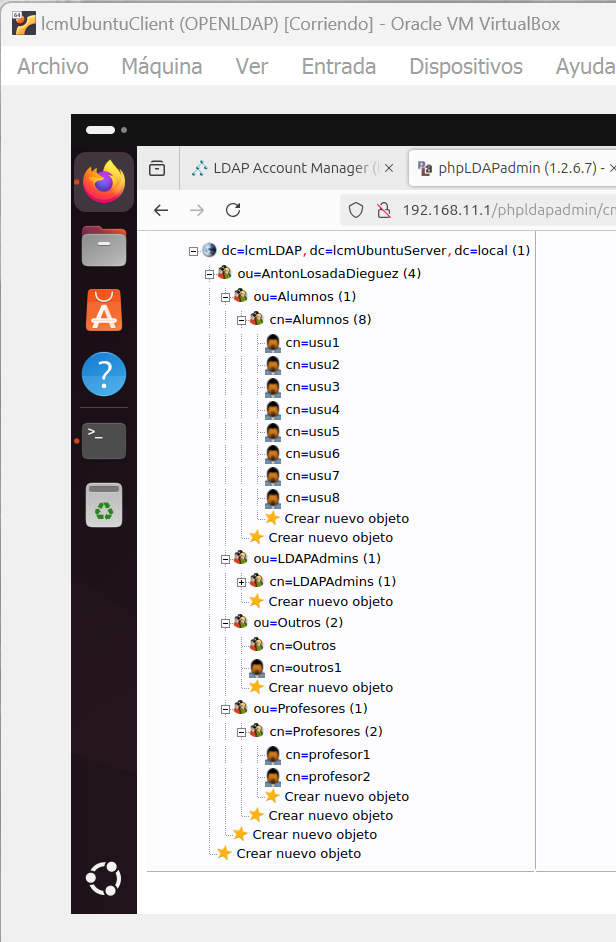 lcmUbuntuClient (OPENLDAP) [Corriendo] - Oracle VM VirtualBox
Archivo Máquina Ver Entrada Dispositivos Ayuda
LDAP Account Manager (
phpLDAPadmin (1.2.6.7) -
192.168.11.1/phpldapadmin/cm
dc=lcmLDAP,dc=lcmUbuntuServer,dc=local (1)
ou=AntonLosadaDieguez (4)
ou=Alumnos (1)
cn=Alumnos (8)
cn=usu1
cn=usu2
cn=usu3
cn=usu4
cn=usu5
cn=usu6
cn=usu7
cn=usu8
Crear nuevo objeto
Crear nuevo objeto
ou=LDAPAdmins (1)
cn=LDAPAdmins (1)
Crear nuevo objeto
ou=Outros (2)
cn=Outros
cn=outros1
Crear nuevo objeto
ou=Profesores (1)
cn=Profesores (2)
cn=profesor1
cn=profesor2
Crear nuevo objeto
Crear nuevo objeto
Crear nuevo objeto
Crear nuevo objeto